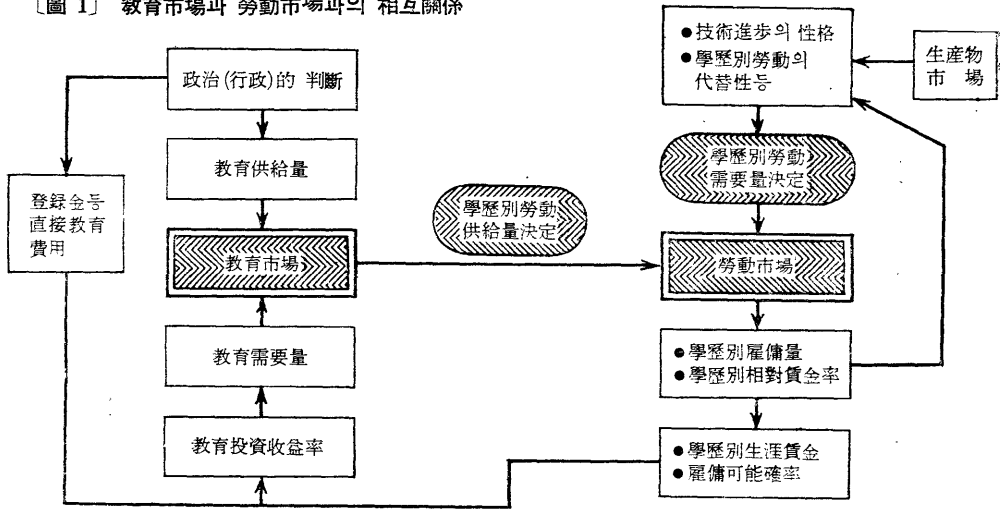 〔圖 1〕 敎育市場과 勞動市場과의 相互關係
政治(行政)的 判斷
敎育供給量
登錄金등
直接敎育
費用
敎育市場
敎育需要量
敎育投資收益率
學歷別勞動
供給量決定
● 技術進步의 性格
● 學歷別勞動의
代替性등
生産物
市 場
學歷別勞動
需要量決定
勞動市場
● 學歷別雇傭量
● 學歷別相對賃金率
● 學歷別生涯賃金
● 雇傭可能確率